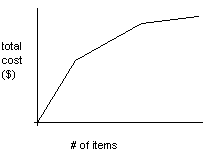 total
cost
($)
# of items